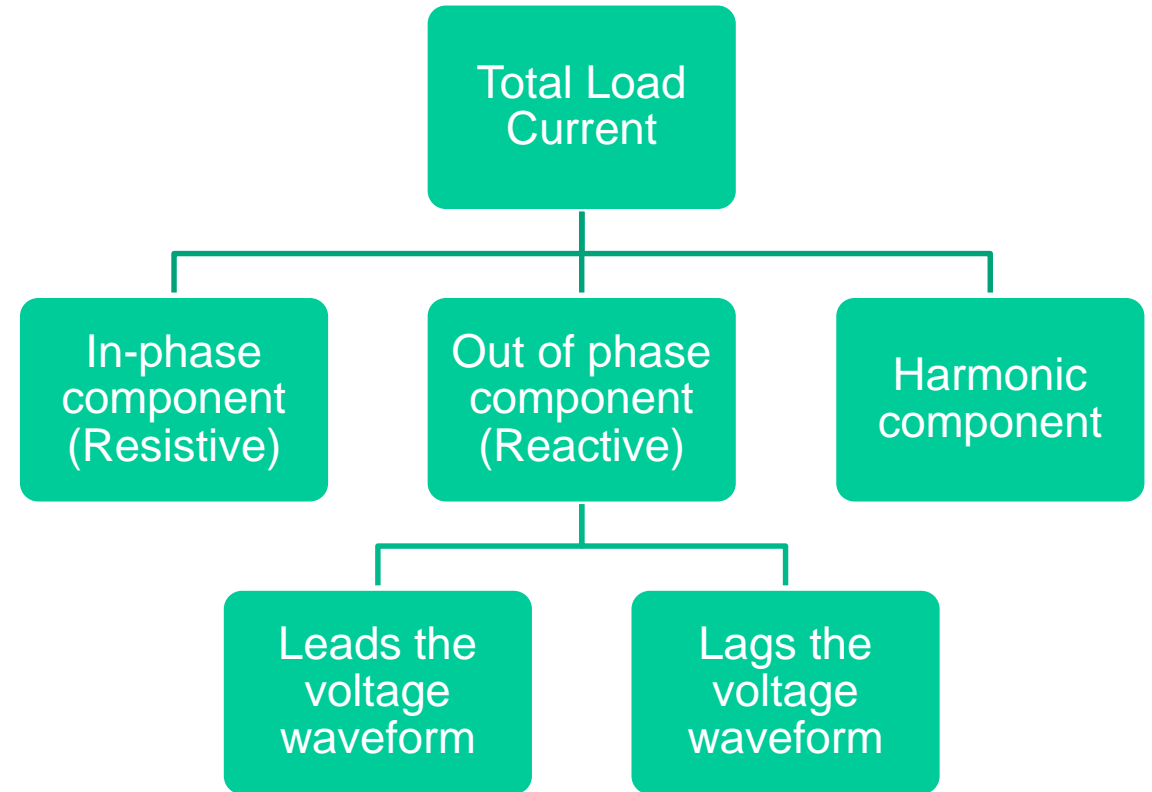 Total Load
Current
In-phase
component
(Resistive)
Out of phase
component
(Reactive)
Harmonic
component
Leads the
voltage
waveform
Lags the
voltage
waveform